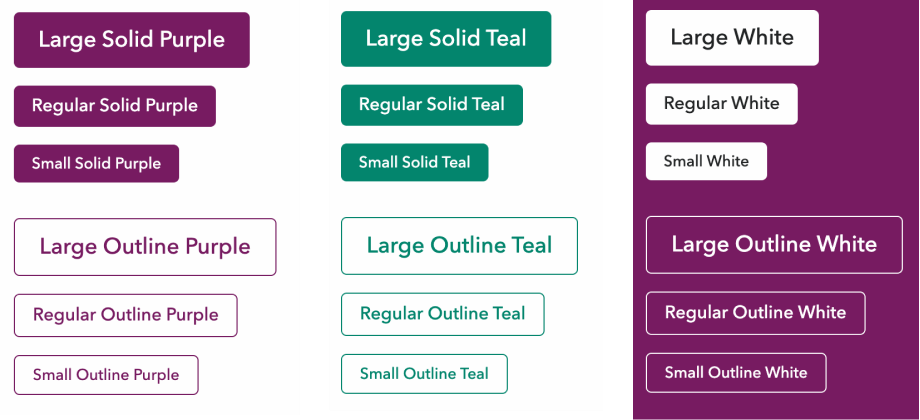 Large Solid Purple
Regular Solid Purple
Small Solid Purple
Large Outline Purple
Regular Outline Purple
Small Outline Purple
Large Solid Teal
Regular Solid Teal
Small Solid Teal
Large Outline Teal
Regular Outline Teal
Small Outline Teal
Large White
Regular White
Small White
Large Outline White
Regular Outline White
Small Outline White